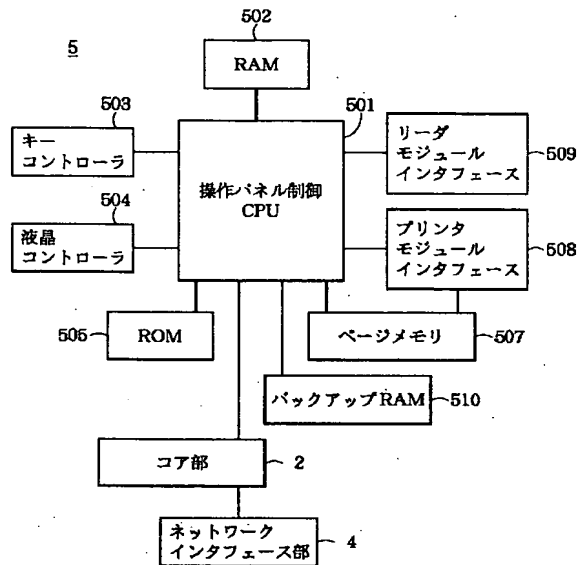 5
502
RAM
503
キー
コントローラ
501
操作パネル制御
CPU
リーダ
モジュール
インタフェース
509
504
液晶
コントローラ
プリンタ
モジュール
インタフェース
508
505
ROM
ページメモリ
507
バックアップRAM
510
コア部
2
ネットワーク
インタフェース部
4